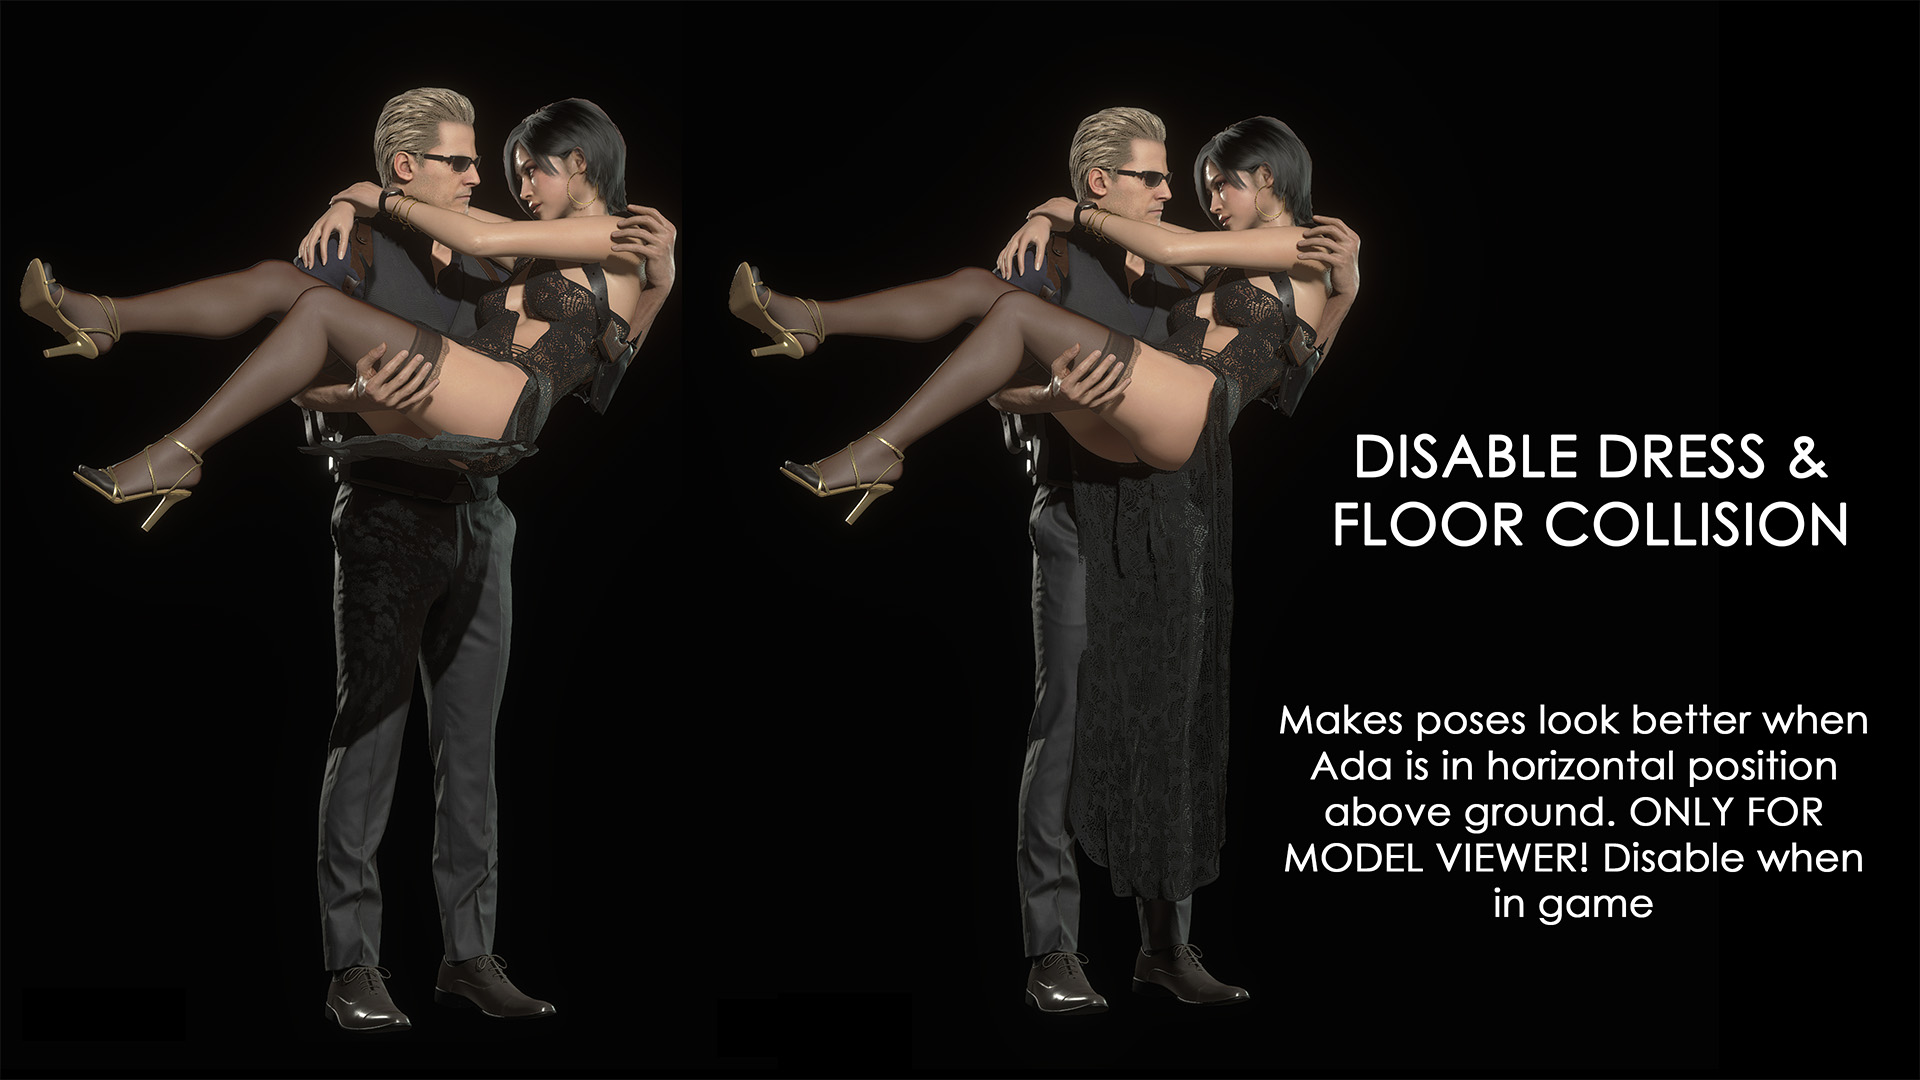 DISABLE DRESS &
FLOOR COLLISION
Makes poses look better when
Ada is in horizontal position
above ground. ONLY FOR
MODEL VIEWER! Disable when
in game